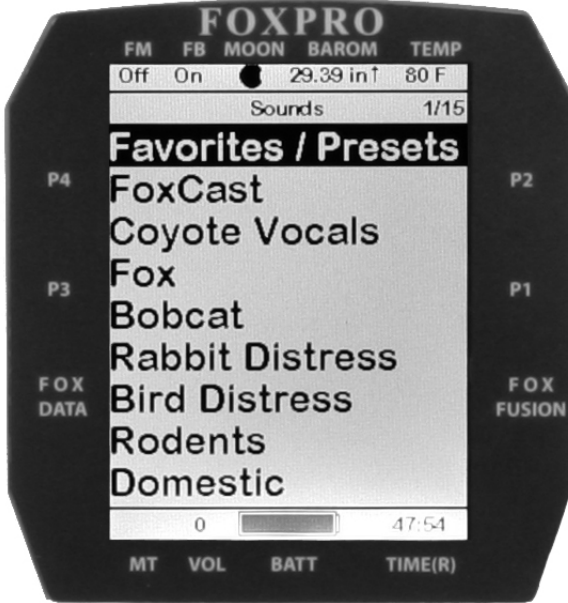 FOXPRO
FM FB MOON BAROM TEMP
Off On 29.39 in↑ 80 F
Sounds 1/15
Favorites / Presets
FoxCast
Coyote Vocals
Fox
Bobcat
Rabbit Distress
Bird Distress
Rodents
Domestic
P4
P3
FOX
DATA
P2
P1
FOX
FUSION
0 47:54
MT VOL BATT TIME(R)